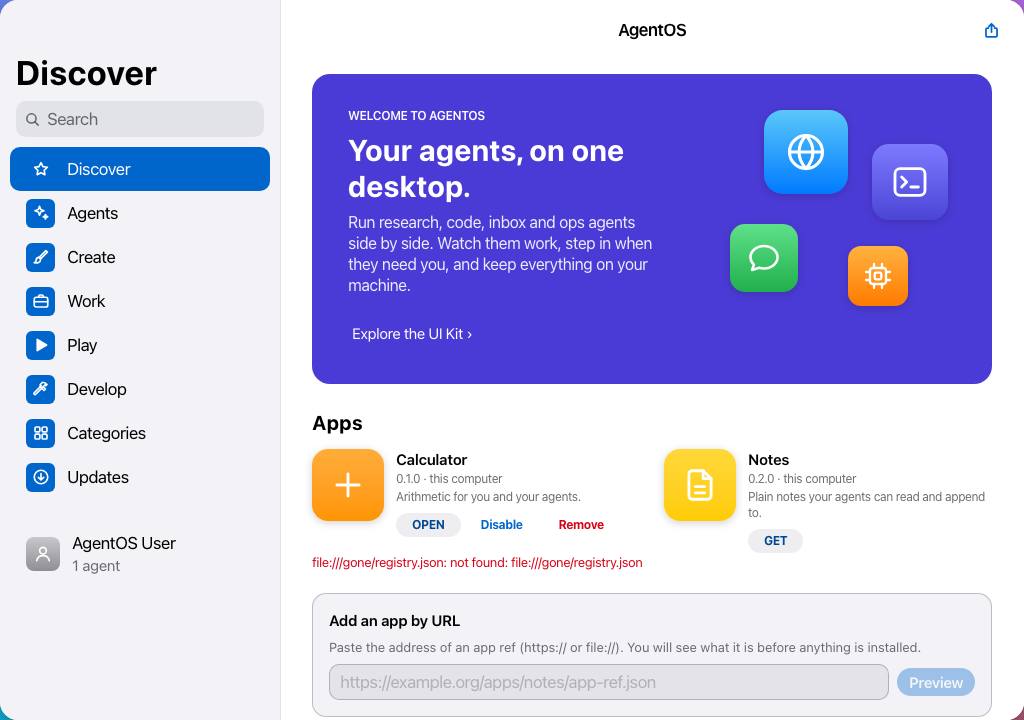 Discover
Search
Discover
Agents
Create
Work
Play
Develop
Categories
Updates
AgentOS User
1 agent
AgentOS
WELCOME TO AGENTOS
Your agents, on one
desktop.
Run research, code, inbox and ops agents
side by side. Watch them work, step in when
they need you, and keep everything on your
machine.
Explore the UI Kit ›
Apps
Calculator
0.1.0 · this computer
Arithmetic for you and your agents.
OPEN Disable Remove
Notes
0.2.0 · this computer
Plain notes your agents can read and append
to.
GET
file:///gone/registry.json: not found: file:///gone/registry.json
Add an app by URL
Paste the address of an app ref (https:// or file://). You will see what it is before anything is installed.
https://example.org/apps/notes/app-ref.json
Preview